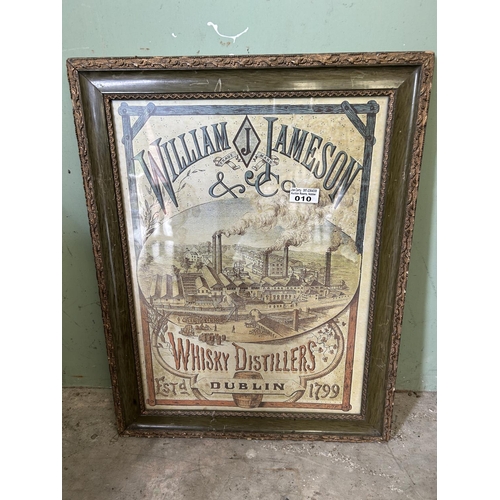 WILLIAM J JAMESON
& Co
010
WHISKY DISTILLERS
ESTd DUBLIN 1799